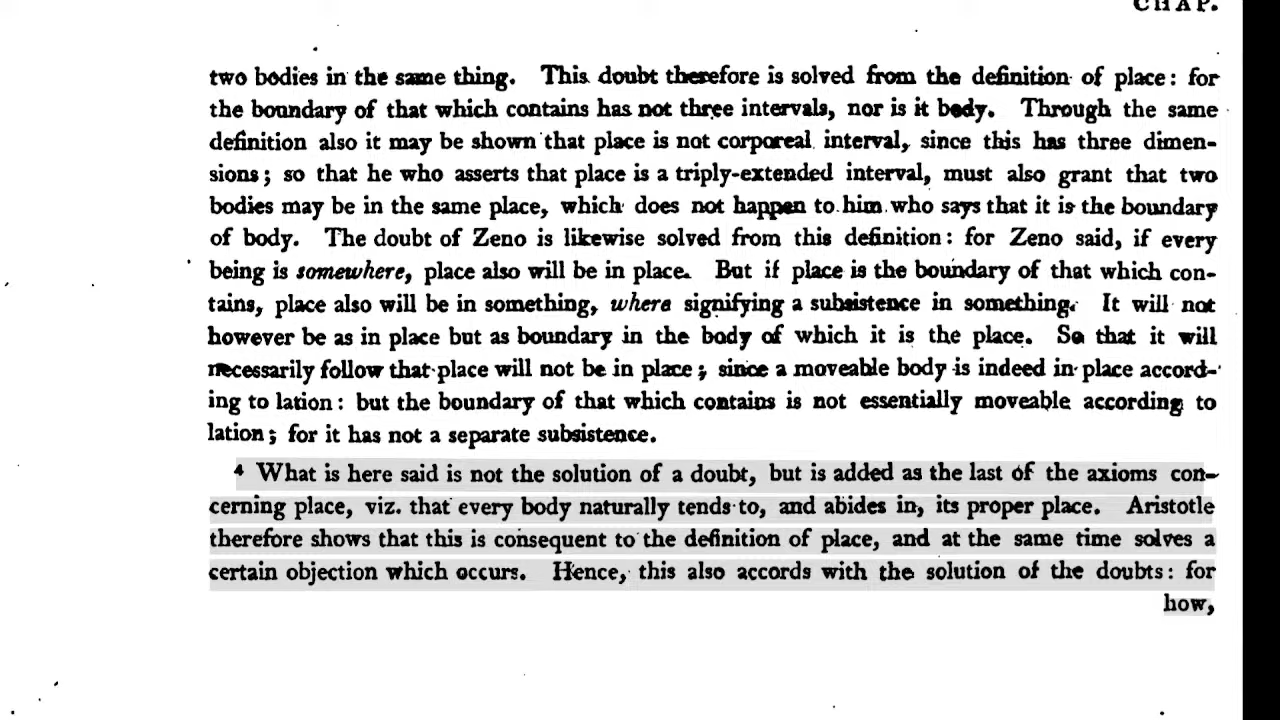 CHAP.
two bodies in the same thing. This doubt therefore is solved from the definition of place: for
the boundary of that which contains has not three intervals, nor is it body. Through the same
definition also it may be shown that place is not corporeal interval, since this has three dimen-
sions; so that he who asserts that place is a triply-extended interval, must also grant that two
bodies may be in the same place, which does not happen to him who says that it is the boundary
of body. The doubt of Zeno is likewise solved from this definition: for Zeno said, if every
being is somewhere, place also will be in place. But if place is the boundary of that which con-
tains, place also will be in something, where signifying a subsistence in something. It will not
however be as in place but as boundary in the body of which it is the place. So that it will
necessarily follow that place will not be in place; since a moveable body is indeed in place accord-
ing to lation: but the boundary of that which contains is not essentially moveable according to
lation; for it has not a separate subsistence.
4 What is here said is not the solution of a doubt, but is added as the last of the axioms con-
cerning place, viz. that every body naturally tends to, and abides in, its proper place. Aristotle
therefore shows that this is consequent to the definition of place, and at the same time solves a
certain objection which occurs. Hence, this also accords with the solution of the doubts: for
how,